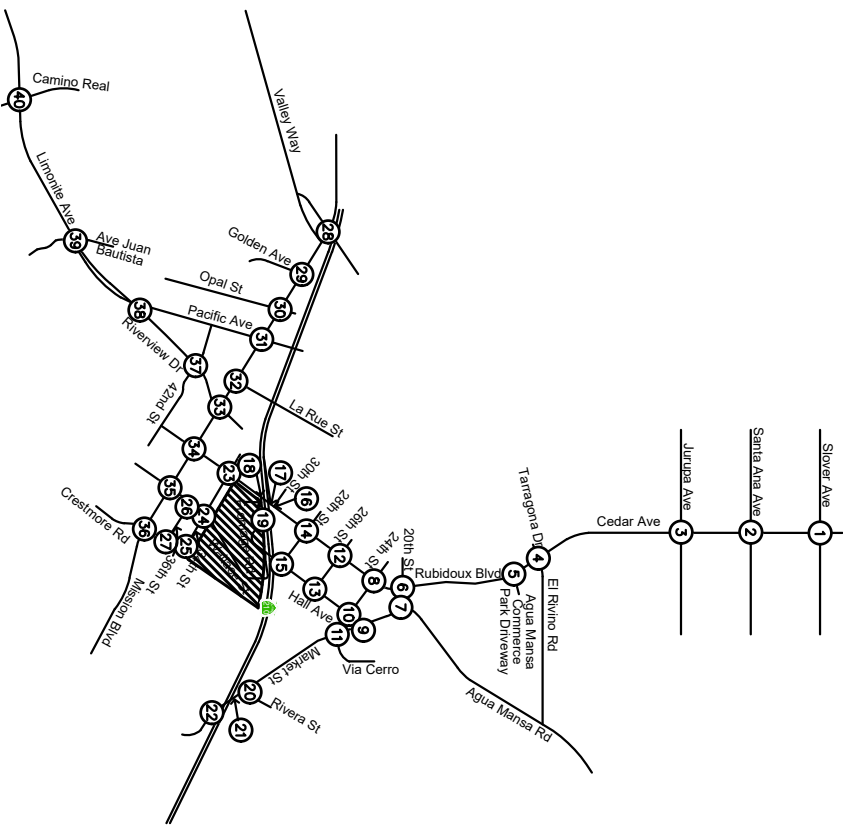 Camino Real
40
Limonite Ave
39
Ave Juan
Bautista
38
Riverview Dr
37
42nd St
Pacific Ave
Valley Way
28
Golden Ave
29
Opal St
30
31
32
33
La Rue St
34
35
Crestmore Rd
36
Mission Blvd
27
36th St
26
24
25
23
18
17
30th
St
16
28th
St
19
14
15
26th
St
12
13
24th
St
8
Hall Ave
10
9
11
Market St
Via Cerro
20
Rivera St
21
22
20th St
6
7
Rubidoux Blvd
5
4
Tarragona Dr
Agua Mansa
Commerce
Park Driveway
El Rivino Rd
Agua Mansa Rd
Cedar Ave
3
Jurupa Ave
2
Santa Ana Ave
1
Slover Ave